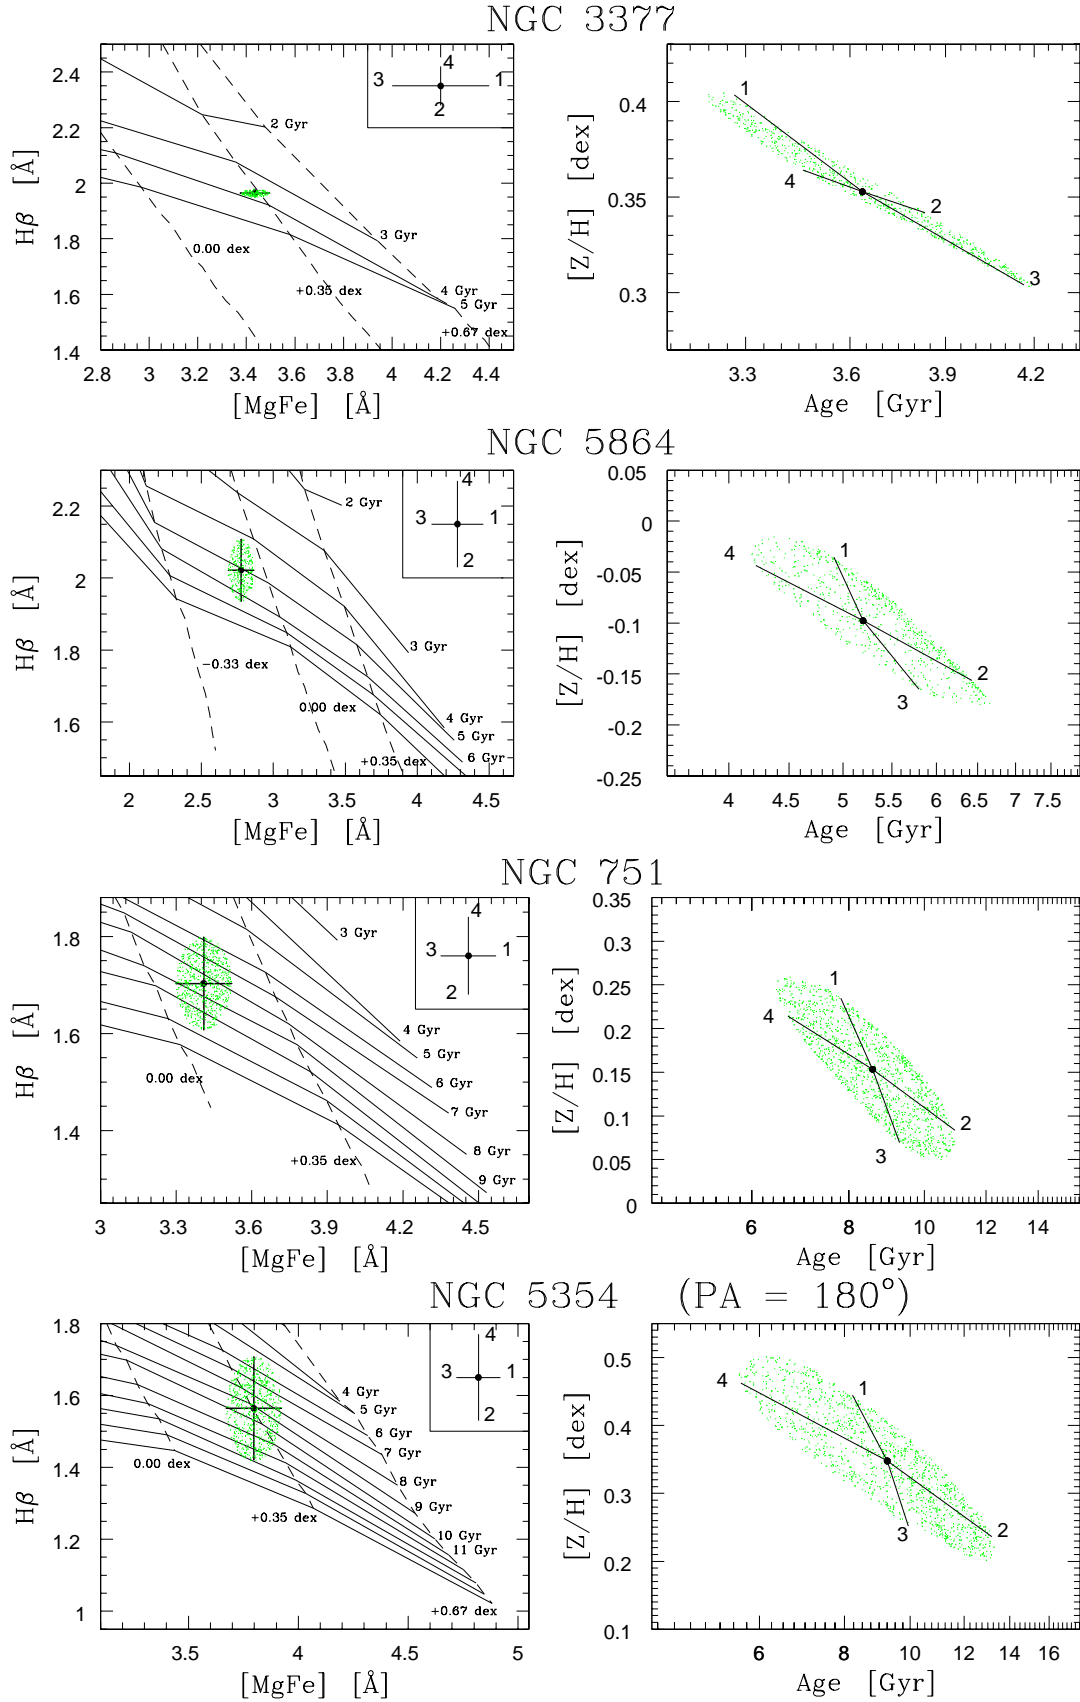 NGC 3377
Hβ [Å]
2.4
2.2
2
1.8
1.6
1.4
2.8 3 3.2 3.4 3.6 3.8 4 4.2 4.4
[MgFe] [Å]
2 Gyr
3 Gyr
4 Gyr
5 Gyr
0.00 dex
+0.35 dex
+0.67 dex
4
3 1
2
[Z/H] [dex]
0.4
0.35
0.3
1
4
2
3
3.3 3.6 3.9 4.2
Age [Gyr]
NGC 5864
Hβ [Å]
2.2
2
1.8
1.6
2 2.5 3 3.5 4 4.5
[MgFe] [Å]
2 Gyr
3 Gyr
4 Gyr
5 Gyr
6 Gyr
−0.33 dex
0.00 dex
+0.35 dex
4
3 1
2
[Z/H] [dex]
0.05
0
-0.05
-0.1
-0.15
-0.2
-0.25
4
1
2
3
4 4.5 5 5.5 6 6.5 7 7.5
Age [Gyr]
NGC 751
Hβ [Å]
1.8
1.6
1.4
3 3.3 3.6 3.9 4.2 4.5
[MgFe] [Å]
3 Gyr
4 Gyr
5 Gyr
6 Gyr
7 Gyr
8 Gyr
9 Gyr
0.00 dex
+0.35 dex
4
3 1
2
[Z/H] [dex]
0.35
0.3
0.25
0.2
0.15
0.1
0.05
0
1
4
2
3
6 8 10 12 14
Age [Gyr]
NGC 5354 (PA = 180°)
Hβ [Å]
1.8
1.6
1.4
1.2
1
3.5 4 4.5 5
[MgFe] [Å]
4 Gyr
5 Gyr
6 Gyr
7 Gyr
8 Gyr
9 Gyr
10 Gyr
11 Gyr
0.00 dex
+0.35 dex
+0.67 dex
4
3 1
2
[Z/H] [dex]
0.5
0.4
0.3
0.2
0.1
4
1
3
2
6 8 10 12 14 16
Age [Gyr]